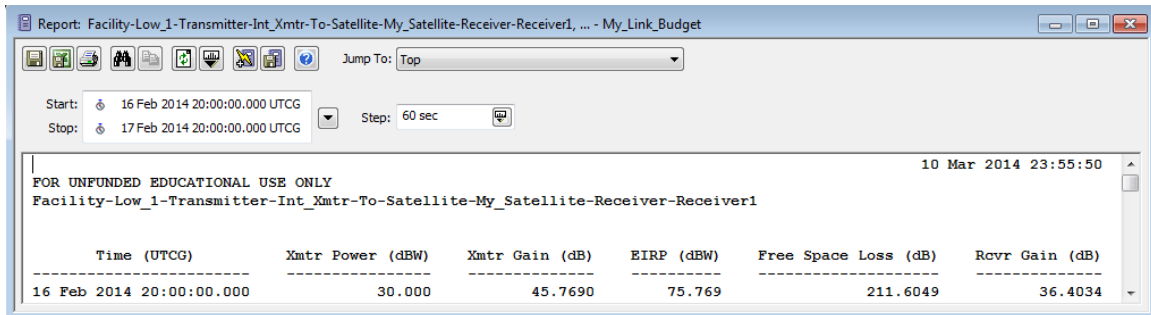 Report: Facility-Low_1-Transmitter-Int_Xmtr-To-Satellite-My_Satellite-Receiver-Receiver1, ... - My_Link_Budget
Jump To: Top
Start: 16 Feb 2014 20:00:00.000 UTCG
Stop: 17 Feb 2014 20:00:00.000 UTCG
Step: 60 sec
10 Mar 2014 23:55:50
FOR UNFUNDED EDUCATIONAL USE ONLY
Facility-Low_1-Transmitter-Int_Xmtr-To-Satellite-My_Satellite-Receiver-Receiver1
Time (UTCG) Xmtr Power (dBW) Xmtr Gain (dB) EIRP (dBW) Free Space Loss (dB) Rcvr Gain (dB)
------------------------ ---------------- -------------- ---------- -------------------- --------------
16 Feb 2014 20:00:00.000 30.000 45.7690 75.769 211.6049 36.4034